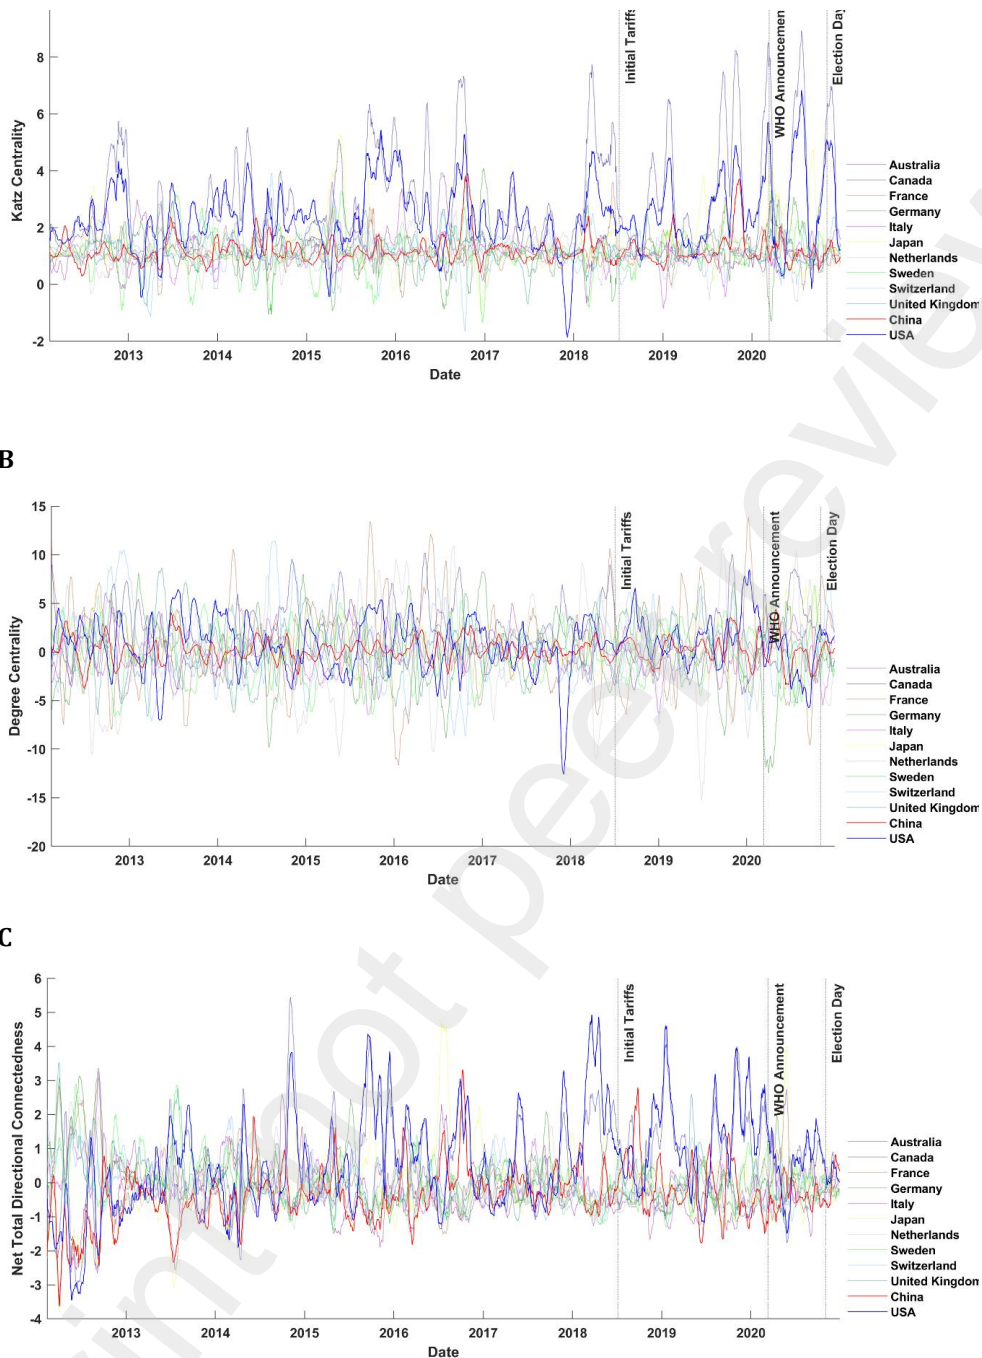 8
6
4
2
0
-2
Katz Centrality
2013 2014 2015 2016 2017 2018 2019 2020
Date
Initial Tariffs
WHO Announcemen
Election Day
Australia
Canada
France
Germany
Italy
Japan
Netherlands
Sweden
Switzerland
United Kingdom
China
USA
B
15
10
5
0
-5
-10
-15
-20
Degree Centrality
2013 2014 2015 2016 2017 2018 2019 2020
Date
Initial Tariffs
WHO Announcement
Election Day
Australia
Canada
France
Germany
Italy
Japan
Netherlands
Sweden
Switzerland
United Kingdom
China
USA
C
6
5
4
3
2
1
0
-1
-2
-3
-4
Net Total Directional Connectedness
2013 2014 2015 2016 2017 2018 2019 2020
Date
Initial Tariffs
WHO Announcement
Election Day
Australia
Canada
France
Germany
Italy
Japan
Netherlands
Sweden
Switzerland
United Kingdom
China
USA
not peer review